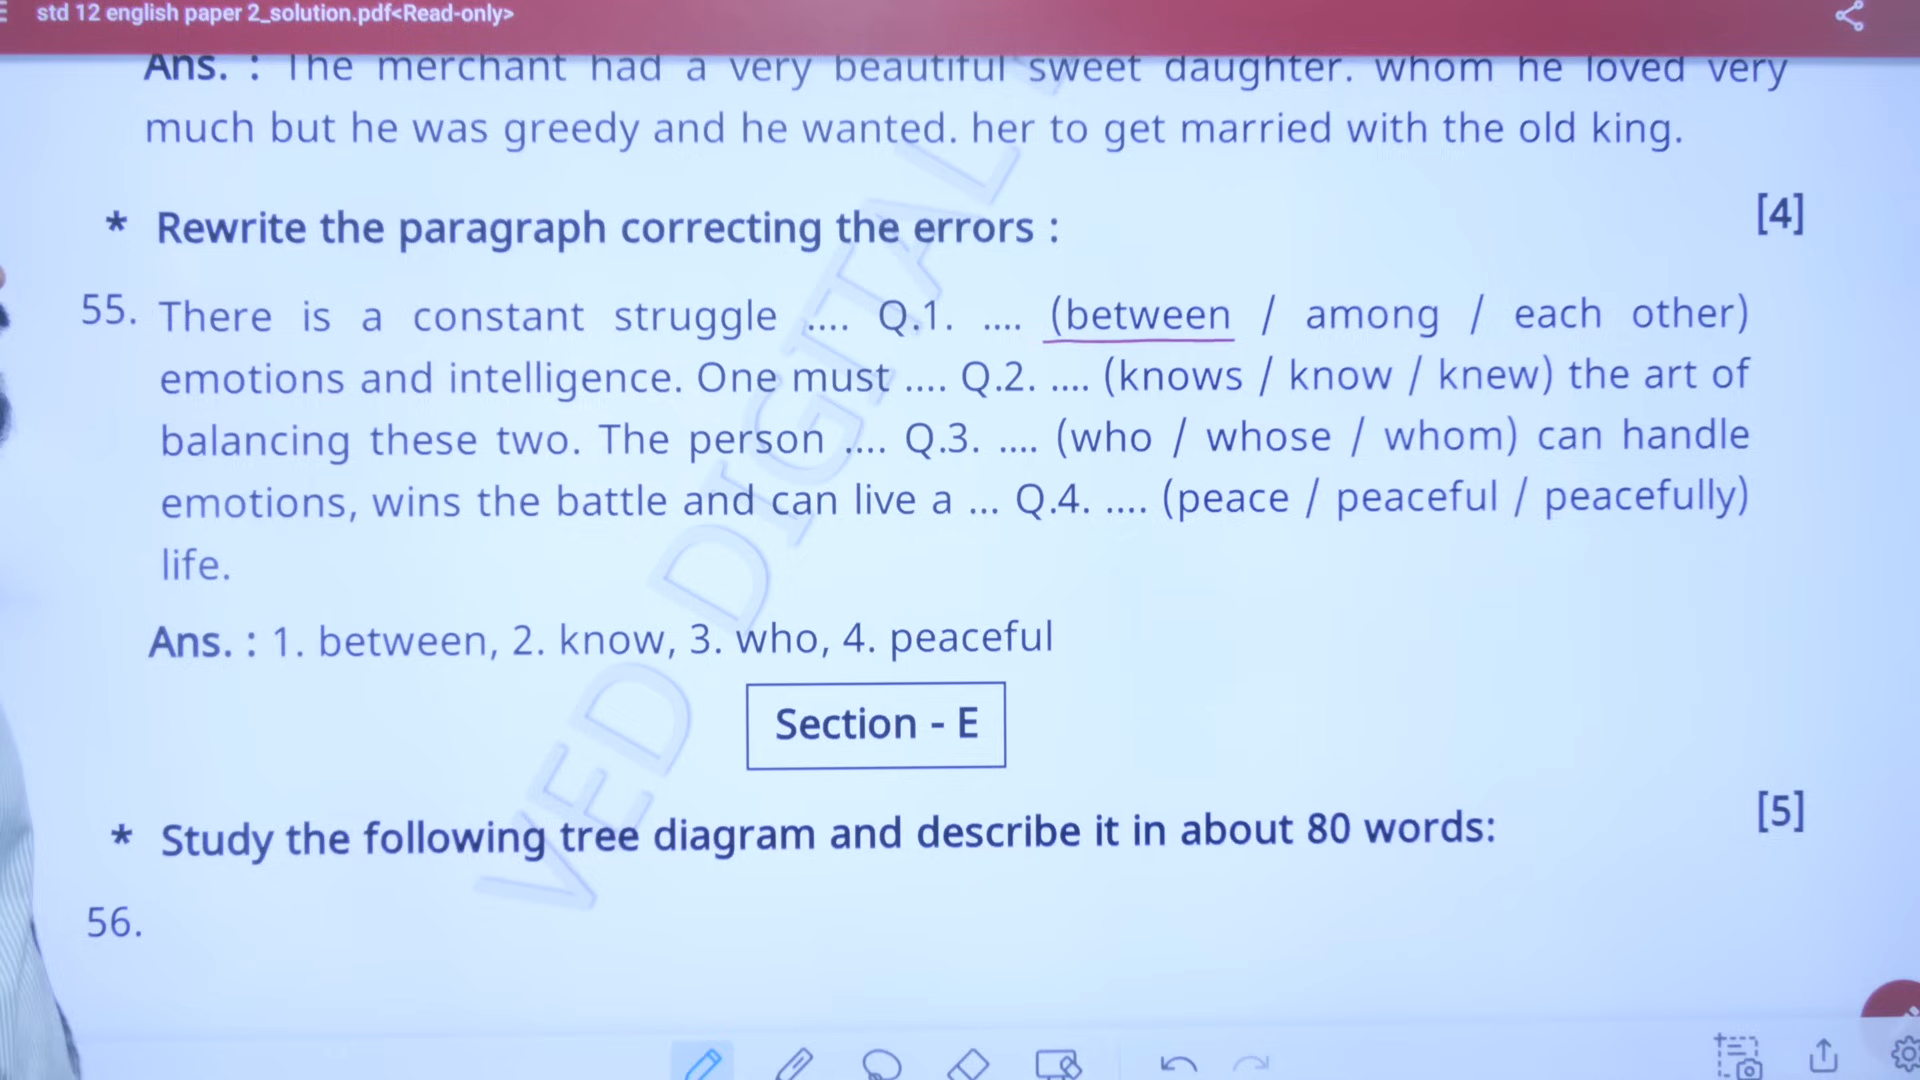 std 12 english paper 2_solution.pdf<Read-only>
Ans. : The merchant had a very beautiful sweet daughter. whom he loved very
much but he was greedy and he wanted. her to get married with the old king.
* Rewrite the paragraph correcting the errors : [4]
55. There is a constant struggle .... Q.1. .... (between / among / each other)
emotions and intelligence. One must .... Q.2. .... (knows / know / knew) the art of
balancing these two. The person .... Q.3. .... (who / whose / whom) can handle
emotions, wins the battle and can live a ... Q.4. .... (peace / peaceful / peacefully)
life.
Ans. : 1. between, 2. know, 3. who, 4. peaceful
Section - E
* Study the following tree diagram and describe it in about 80 words: [5]
56.
VED DIGITAL